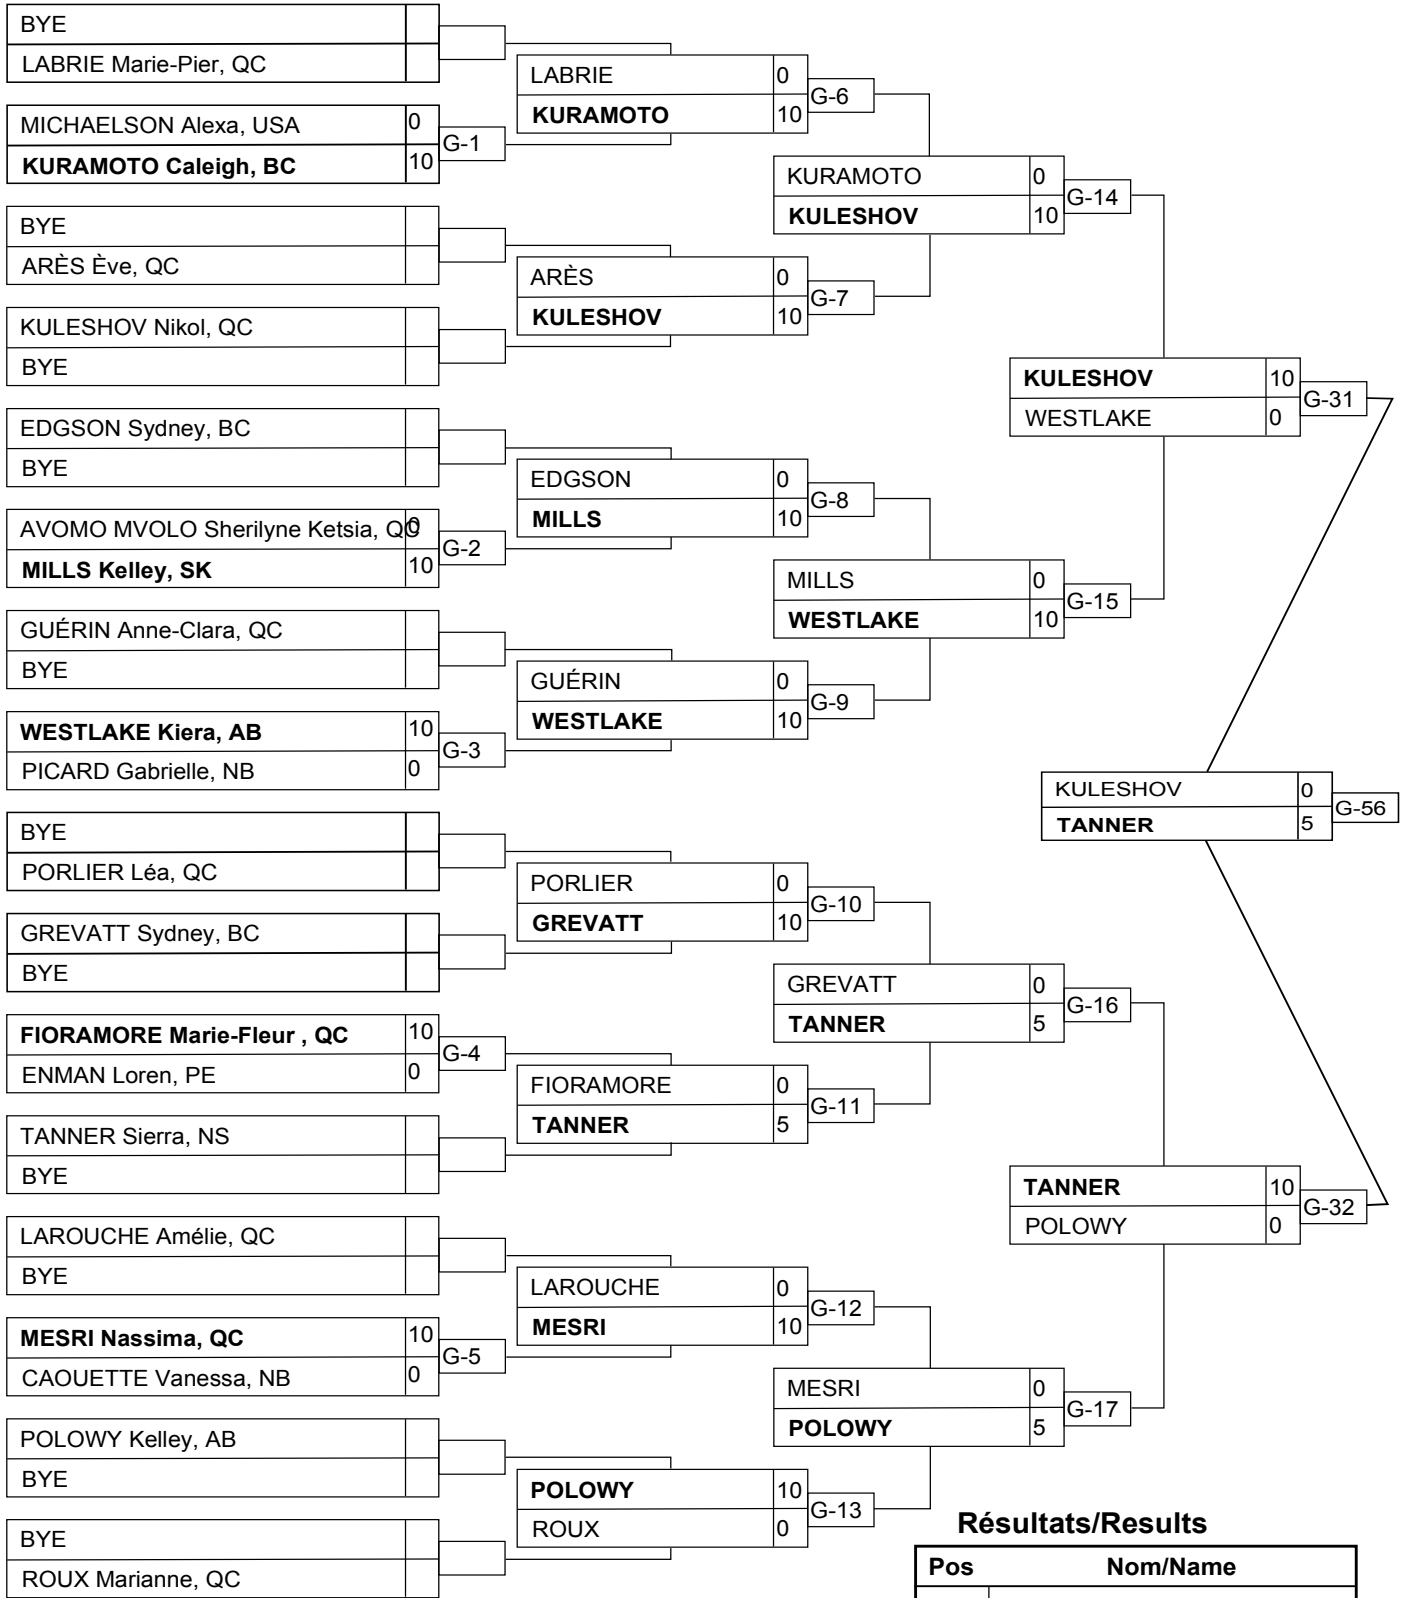 BYE
LABRIE Marie-Pier, QC
MICHAELSON Alexa, USA 0
KURAMOTO Caleigh, BC 10
G-1
BYE
ARÈS Ève, QC
KULESHOV Nikol, QC
BYE
EDGSON Sydney, BC
BYE
AVOMO MVOLO Sherilyne Ketsia, QC 0
MILLS Kelley, SK 10
G-2
GUÉRIN Anne-Clara, QC
BYE
WESTLAKE Kiera, AB 10
PICARD Gabrielle, NB 0
G-3
BYE
PORLIER Léa, QC
GREVATT Sydney, BC
BYE
FIORAMORE Marie-Fleur , QC 10
ENMAN Loren, PE 0
G-4
TANNER Sierra, NS
BYE
LAROUCHE Amélie, QC
BYE
MESRI Nassima, QC 10
CAOUETTE Vanessa, NB 0
G-5
POLOWY Kelley, AB
BYE
BYE
ROUX Marianne, QC
LABRIE 0
KURAMOTO 10
G-6
ARÈS 0
KULESHOV 10
G-7
EDGSON 0
MILLS 10
G-8
GUÉRIN 0
WESTLAKE 10
G-9
PORLIER 0
GREVATT 10
G-10
FIORAMORE 0
TANNER 5
G-11
LAROUCHE 0
MESRI 10
G-12
POLOWY 10
ROUX 0
G-13
KURAMOTO 0
KULESHOV 10
G-14
MILLS 0
WESTLAKE 10
G-15
GREVATT 0
TANNER 5
G-16
MESRI 0
POLOWY 5
G-17
KULESHOV 10
WESTLAKE 0
G-31
TANNER 10
POLOWY 0
G-32
KULESHOV 0
TANNER 5
G-56
Résultats/Results
Pos Nom/Name